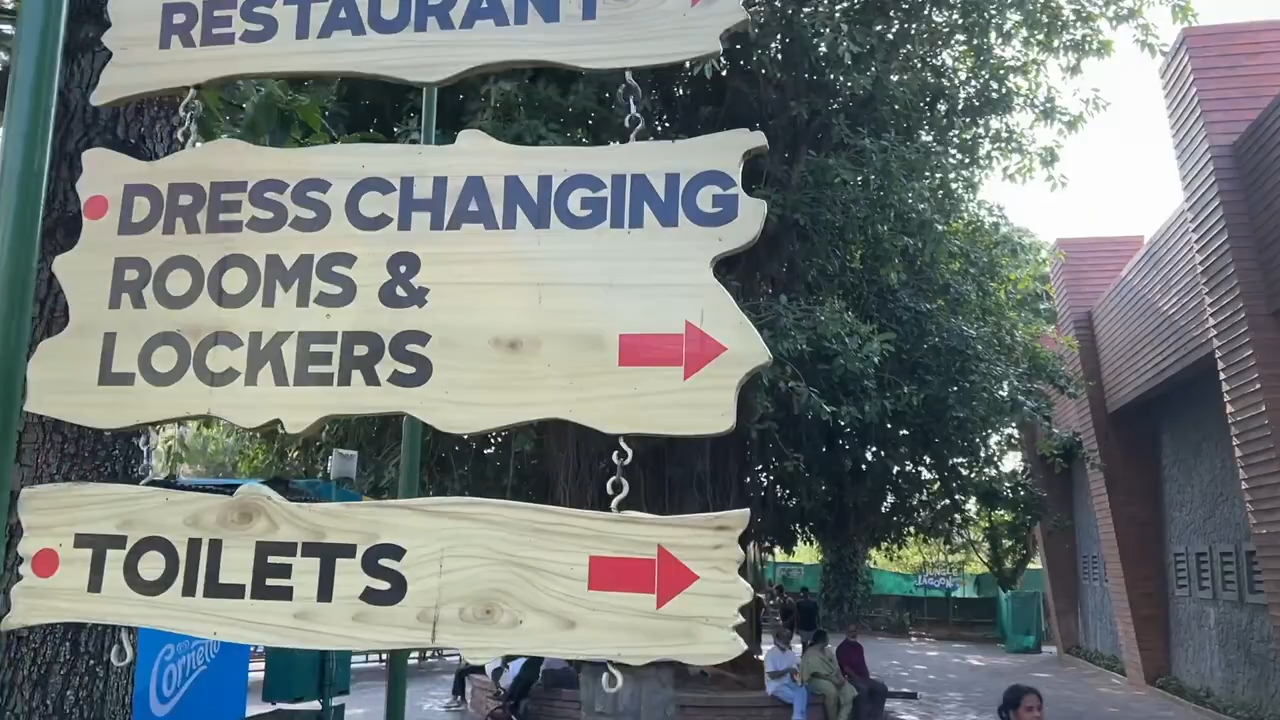 RESTAURANT
DRESS CHANGING
ROOMS &
LOCKERS
TOILETS
Cornetto
JUNGLE
LAGOON